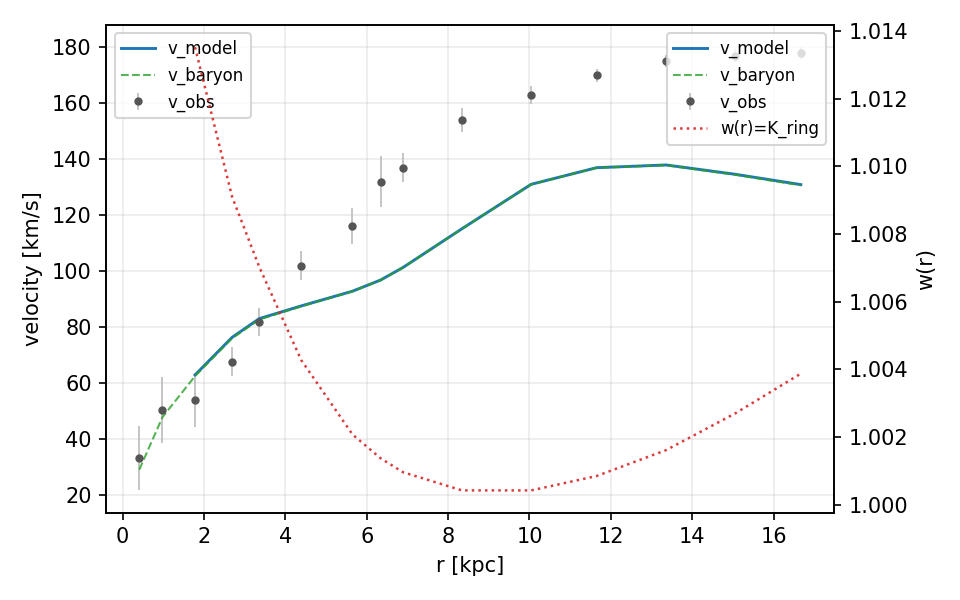 v_model
v_baryon
v_obs
v_model
v_baryon
v_obs
w(r)=K_ring
velocity [km/s]
180
160
140
120
100
80
60
40
20
1.014
1.012
1.010
1.008
1.006
1.004
1.002
1.000
w(r)
0 2 4 6 8 10 12 14 16
r [kpc]